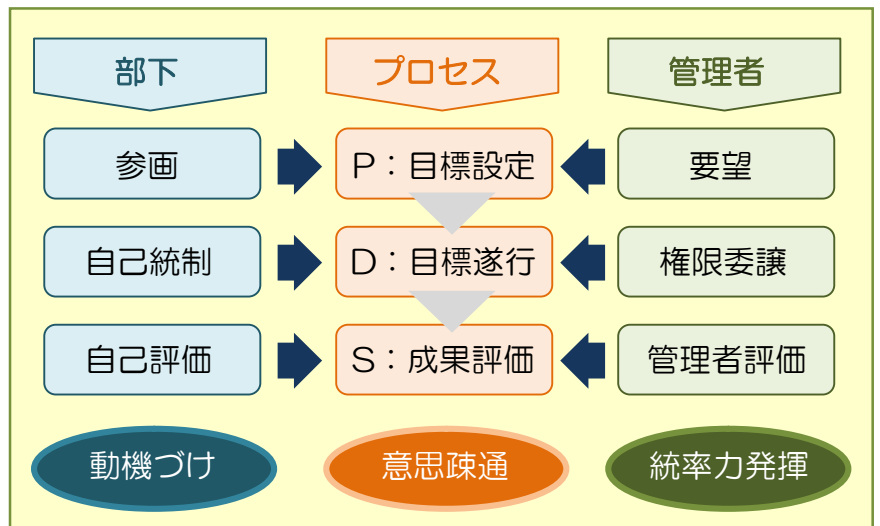 部下
プロセス
管理者
参画
P：目標設定
要望
自己統制
D：目標遂行
権限委譲
自己評価
S：成果評価
管理者評価
動機づけ
意思疎通
統率力発揮